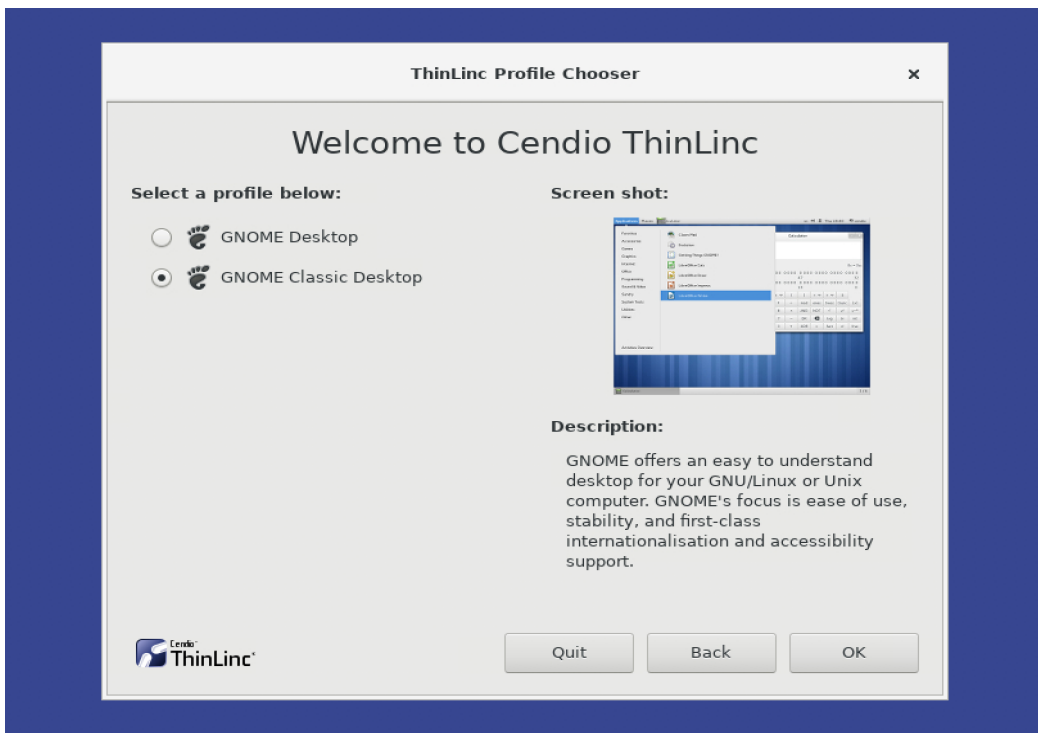 ThinLinc Profile Chooser
Welcome to Cendio ThinLinc
Select a profile below:
Screen shot:
GNOME Desktop
GNOME Classic Desktop
Description:
GNOME offers an easy to understand
desktop for your GNU/Linux or Unix
computer. GNOME's focus is ease of use,
stability, and first-class
internationalisation and accessibility
support.
Cendio
ThinLinc
Quit
Back
OK